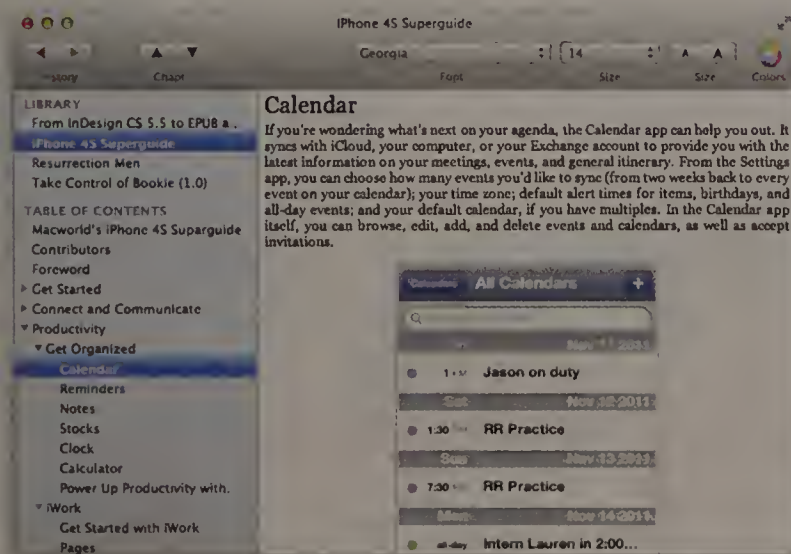 iPhone 4S Superguide
Georgia
14
A A
Chapt
Font
Size
Size
Colors
LIBRARY
From InDesign CS 5.5 to EPUB a..
iPhone 4S Superguide
Resurrection Men
Take Control of Bookie (1.0)
TABLE OF CONTENTS
Macworld's iPhone 4S Suparguide
Contributors
Foreword
Get Started
Connect and Communicate
Productivity
Get Organized
Calendar
Reminders
Notes
Stocks
Clock
Calculator
Power Up Productivity with.
iWork
Get Started with iWork
Pages
Calendar
If you're wondering what's next on your agenda, the Calendar app can help you out. It
syncs with iCloud, your computer, or your Exchange account to provide you with the
latest information on your meetings, events, and general itinerary. From the Settings
app, you can choose how many events you'd like to sync (from two weeks back to every
event on your calendar); your time zone; default alert times for items, birthdays, and
all-day events; and your default calendar, if you have multiples. In the Calendar app
itself, you can browse, edit, add, and delete events and calendars, as well as accept
invitations.
All Calendars +
Nov 2011
Jason on duty
Sat Nov 12 2011
1:30 RR Practice
Sun Nov 13 2011
7:30 RR Practice
Mon Nov 14 2011
all-day Intern Lauren in 2:00...